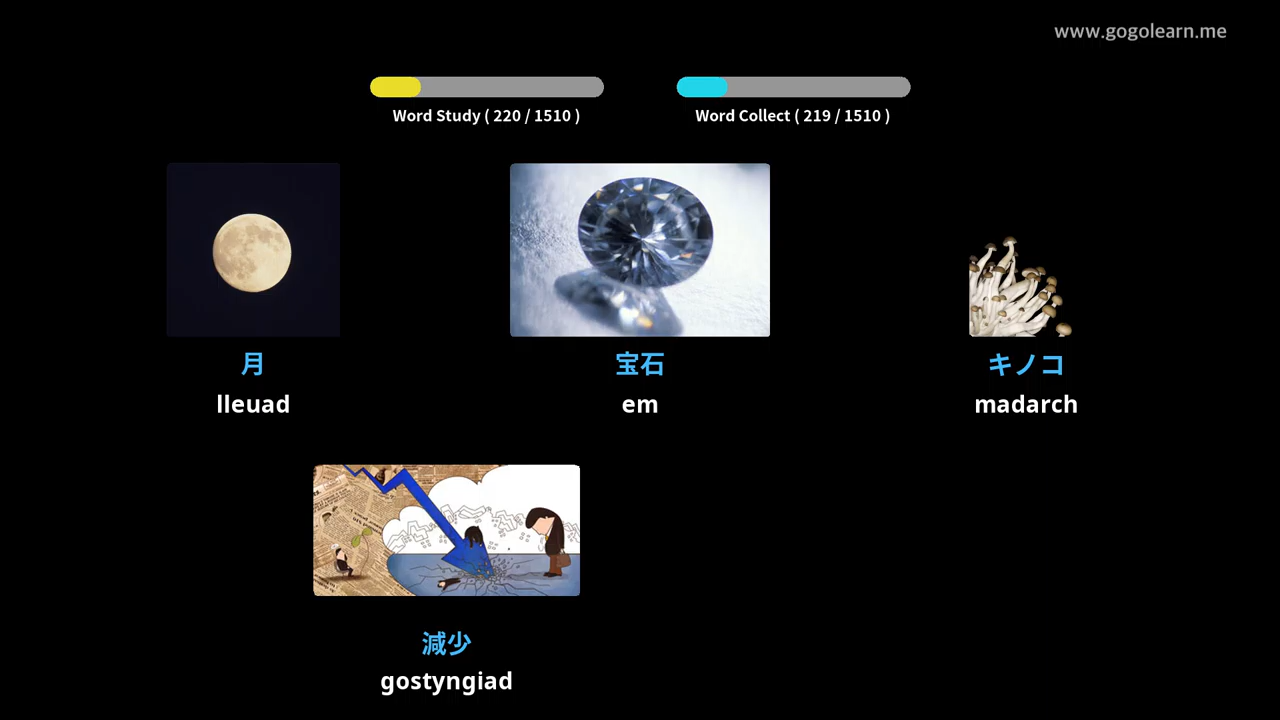 www.gogolearn.me
Word Study ( 220 / 1510 )
Word Collect ( 219 / 1510 )
月
宝石
キノコ
lleuad
em
madarch
減少
gostyngiad